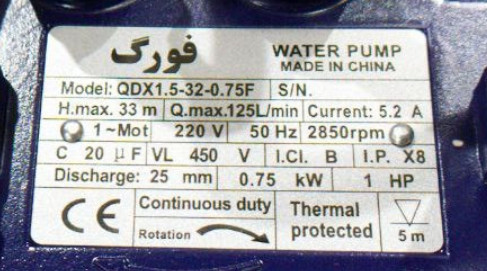 فورگ
WATER PUMP
MADE IN CHINA
Model: QDX1.5-32-0.75F S/N.
H.max. 33 m Q.max.125L/min Current: 5.2 A
1~Mot 220 V 50 Hz 2850rpm
C 20 μF VL 450 V I.Cl. B I.P. X8
Discharge: 25 mm 0.75 kW 1 HP
CE
Continuous duty
Rotation
Thermal
protected
5 m